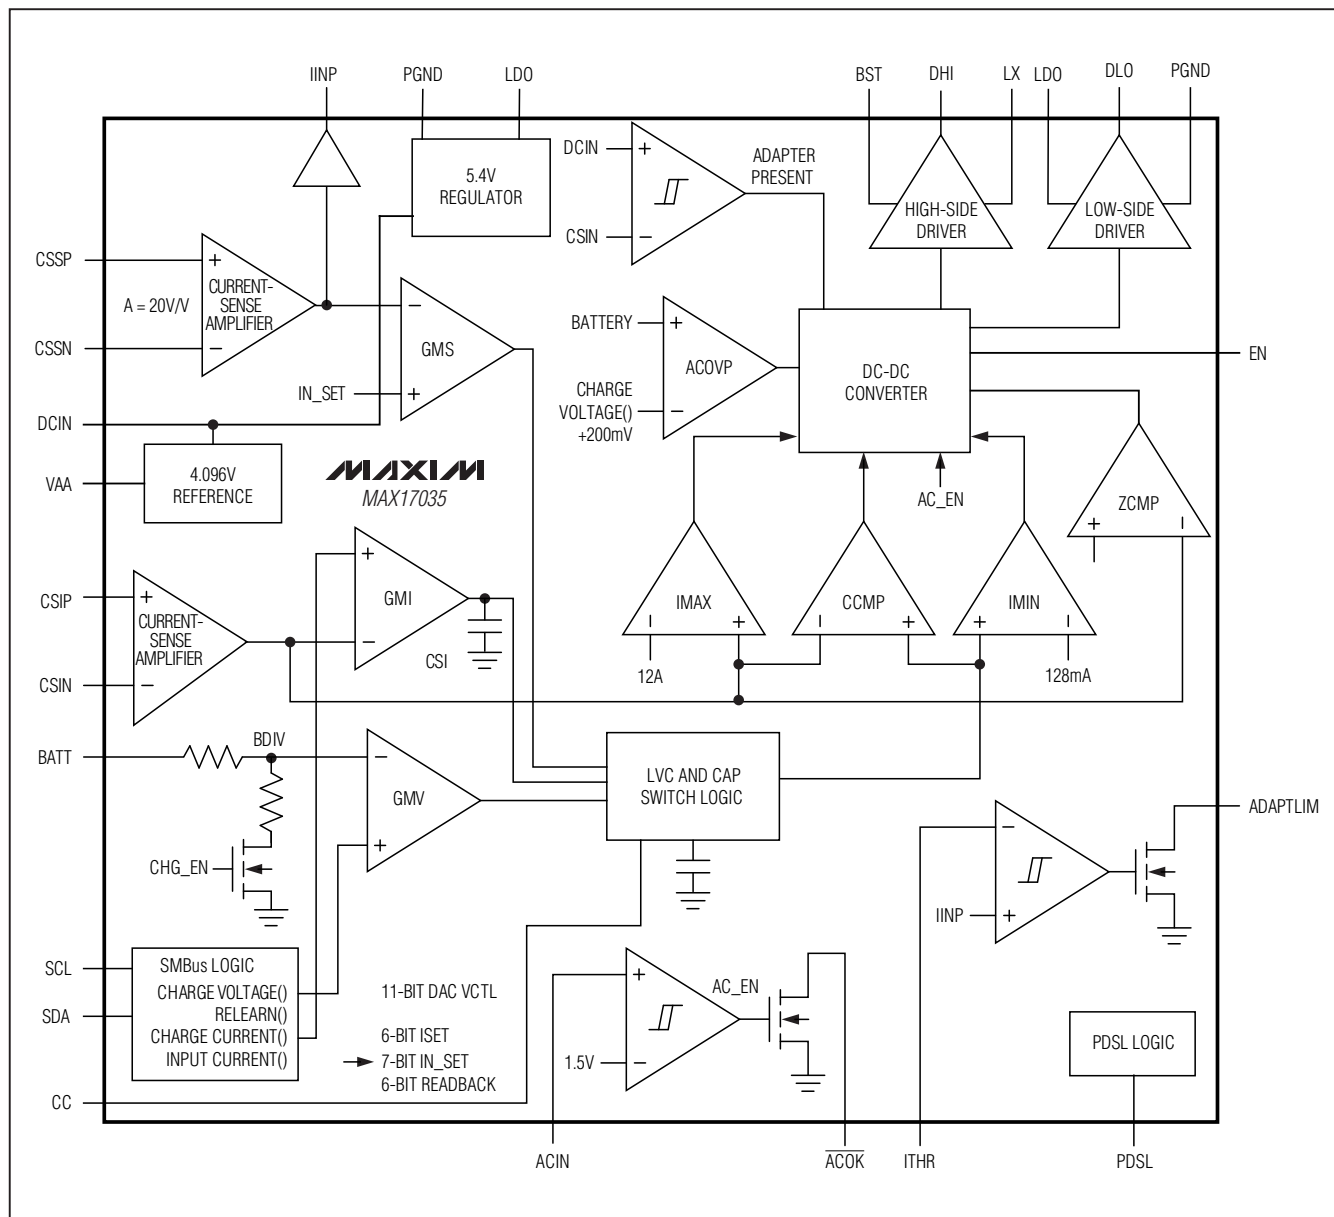 IINP
PGND
LDO
BST
DHI
LX
LDO
DLO
PGND
5.4V
REGULATOR
DCIN
+
CSIN
−
ADAPTER
PRESENT
HIGH-SIDE
DRIVER
LOW-SIDE
DRIVER
CSSP
+
A = 20V/V
CURRENT-
SENSE
AMPLIFIER
CSSN
−
−
GMS
IN_SET
+
BATTERY
+
ACOVP
CHARGE
VOLTAGE()
+200mV
−
DC-DC
CONVERTER
EN
DCIN
VAA
4.096V
REFERENCE
MAXIM
MAX17035
AC_EN
ZCMP
+
−
CSIP
+
CURRENT-
SENSE
AMPLIFIER
CSIN
−
+
GMI
−
CSI
IMAX
−
+
12A
CCMP
−
+
IMIN
+
−
128mA
BATT
BDIV
−
GMV
+
CHG_EN
LVC AND CAP
SWITCH LOGIC
−
IINP
+
ADAPTLIM
SCL
SDA
SMBus LOGIC
CHARGE VOLTAGE()
RELEARN()
CHARGE CURRENT()
INPUT CURRENT()
11-BIT DAC VCTL
6-BIT ISET
7-BIT IN_SET
6-BIT READBACK
+
1.5V
−
AC_EN
PDSL LOGIC
CC
ACIN
ACOK
ITHR
PDSL